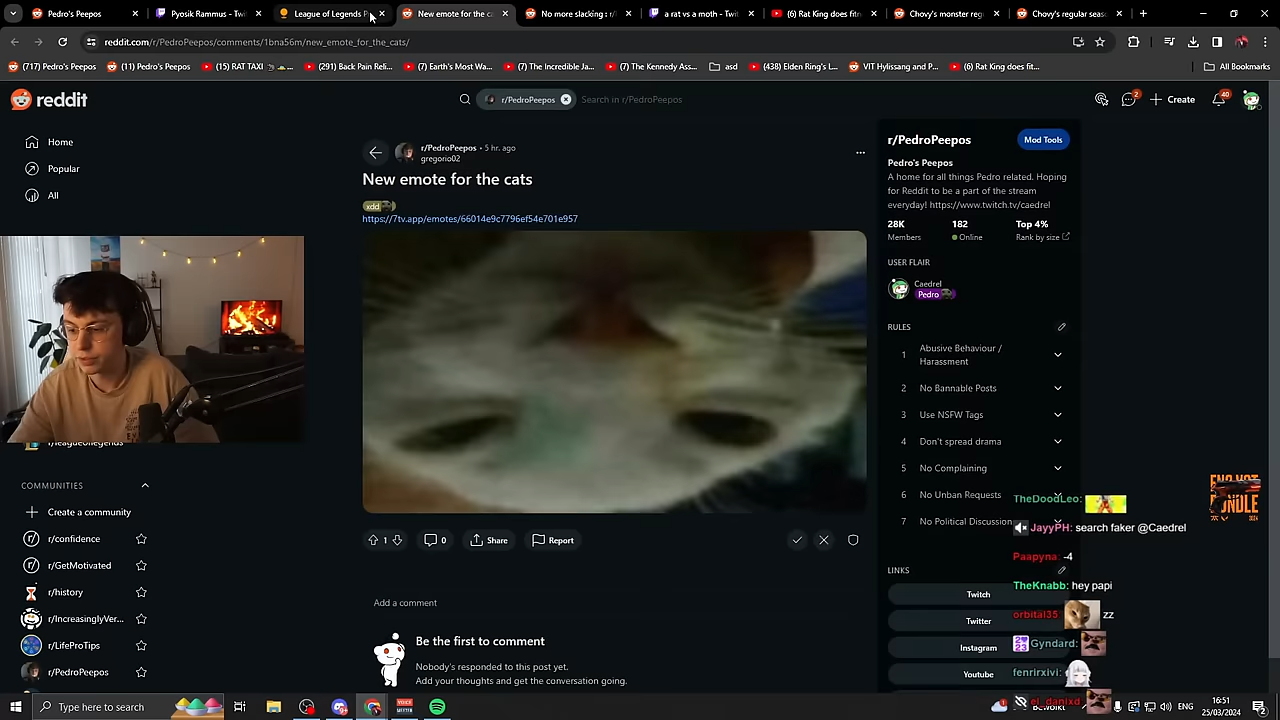 Pedro's Peepos
Pyosik Rammus - Twi
League of Legends P
New emote for the ca
No more slacking : r/
a rat vs a moth - Twit
(6) Rat King does fitn
Chovy's monster reg
Chovy's regular seas
reddit.com/r/PedroPeepos/comments/1bna56m/new_emote_for_the_cats/
(717) Pedro's Peepos
(11) Pedro's Peepos
(15) RAT TAXI
(291) Back Pain Reli...
(7) Earth's Most Wa...
(7) The Incredible Ja...
(7) The Kennedy Ass...
asd
(438) Elden Ring's L...
VIT Hylissang and P...
(6) Rat King does fit...
All Bookmarks
reddit
r/PedroPeepos
Search in r/PedroPeepos
2
Create
40
Home
Popular
All
r/leagueoflegends
COMMUNITIES
Create a community
r/confidence
r/GetMotivated
r/history
r/IncreasinglyVer...
r/LifeProTips
r/PedroPeepos
r/PedroPeepos • 5 hr. ago
gregorio02
New emote for the cats
xdd
https://7tv.app/emotes/66014e9c7796ef54e701e957
1
0
Share
Report
Add a comment
Be the first to comment
Nobody's responded to this post yet.
Add your thoughts and get the conversation going.
r/PedroPeepos
Mod Tools
Pedro's Peepos
A home for all things Pedro related. Hoping
for Reddit to be a part of the stream
everyday! https://www.twitch.tv/caedrel
28K
Members
182
Online
Top 4%
Rank by size
USER FLAIR
Caedrel
Pedro
RULES
1 Abusive Behaviour /
Harassment
2 No Bannable Posts
3 Use NSFW Tags
4 Don't spread drama
5 No Complaining
6 No Unban Requests
7 No Political Discussion
LINKS
Twitch
Twitter
Instagram
Youtube
TheDoodLeo:
JayyPH: search faker @Caedrel
Paapyna: -4
TheKnabb: hey papi
orbital35: zz
Gyndard:
fenrirxivi:
el_danixd
Type here to search
ENG
16:51
25/03/2024
2